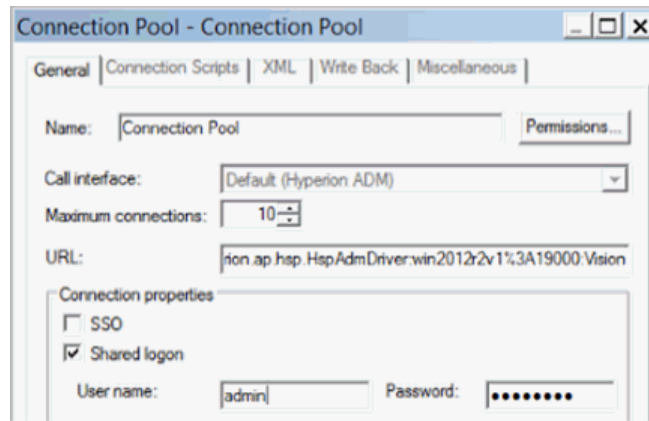 Connection Pool - Connection Pool
General Connection Scripts XML Write Back Miscellaneous
Name: Connection Pool Permissions...
Call interface: Default (Hyperion ADM)
Maximum connections: 10
URL: rion.ap.hsp.HspAdmDriver:win2012r2v1%3A19000:Vision
Connection properties
SSO
Shared logon
User name: admin Password: ••••••••